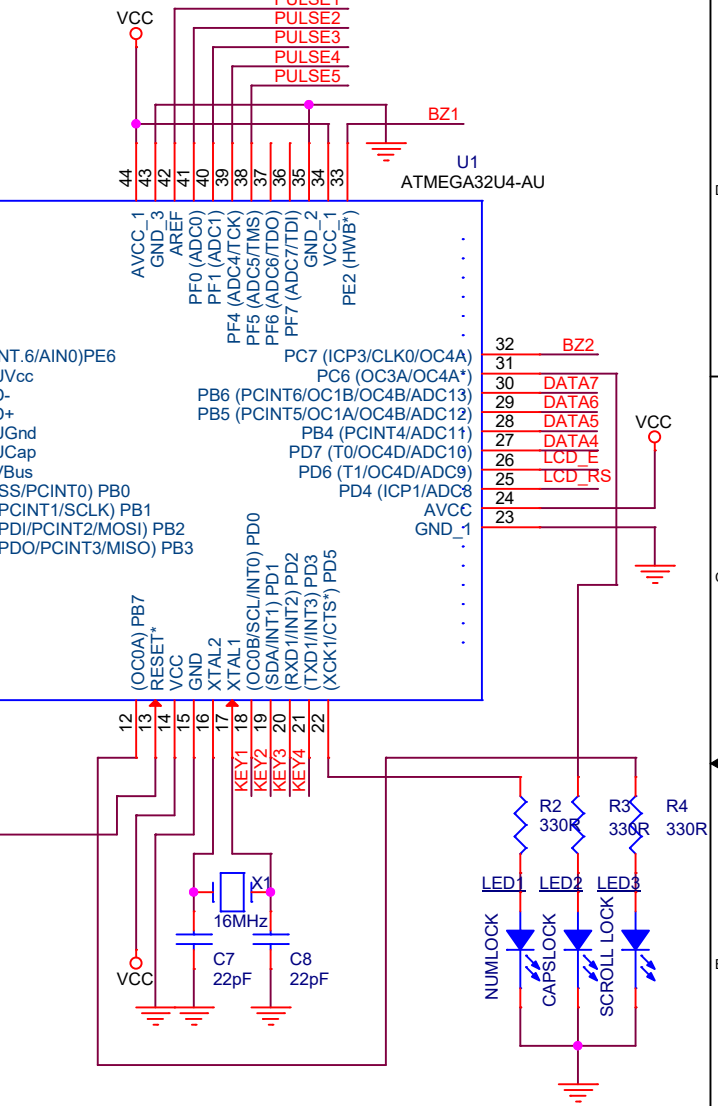 VCC
PULSE1
PULSE2
PULSE3
PULSE4
PULSE5
BZ1
U1
ATMEGA32U4-AU
44
43
42
41
40
39
38
37
36
35
34
33
AVCC_1
GND_3
AREF
PF0 (ADC0)
PF1 (ADC1)
PF4 (ADC4/TCK)
PF5 (ADC5/TMS)
PF6 (ADC6/TDO)
PF7 (ADC7/TDI)
GND_2
VCC_1
PE2 (HWB*)
NT.6/AIN0)PE6
UVcc
D-
D+
UGnd
UCap
VBus
SS/PCINT0) PB0
PCINT1/SCLK) PB1
PDI/PCINT2/MOSI) PB2
PDO/PCINT3/MISO) PB3
PC7 (ICP3/CLK0/OC4A)
PC6 (OC3A/OC4A*)
PB6 (PCINT6/OC1B/OC4B/ADC13)
PB5 (PCINT5/OC1A/OC4B/ADC12)
PB4 (PCINT4/ADC11)
PD7 (T0/OC4D/ADC10)
PD6 (T1/OC4D/ADC9)
PD4 (ICP1/ADC8
AVCC
GND_1
32
31
30
29
28
27
26
25
24
23
BZ2
DATA7
DATA6
DATA5
DATA4
LCD_E
LCD_RS
VCC
(OC0A) PB7
RESET*
VCC
GND
XTAL2
XTAL1
(OC0B/SCL/INT0) PD0
(SDA/INT1) PD1
(RXD1/INT2) PD2
(TXD1/INT3) PD3
(XCK1/CTS*) PD5
12
13
14
15
16
17
18
19
20
21
22
KEY1
KEY2
KEY3
KEY4
R2
330R
R3
330R
R4
330R
X1
16MHz
C7
22pF
C8
22pF
VCC
LED1
LED2
LED3
NUMLOCK
CAPSLOCK
SCROLL LOCK